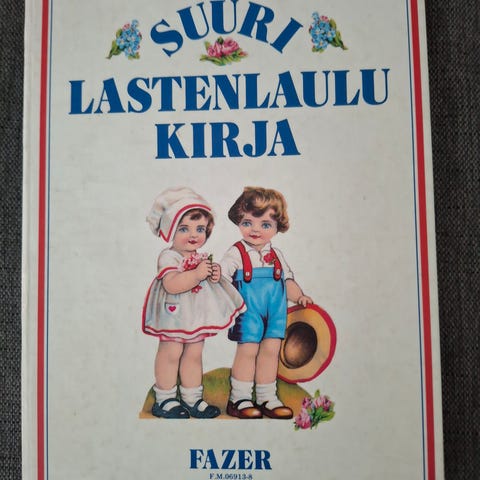 SUURI
LASTENLAULU
KIRJA
FAZER
F.M.06913-8